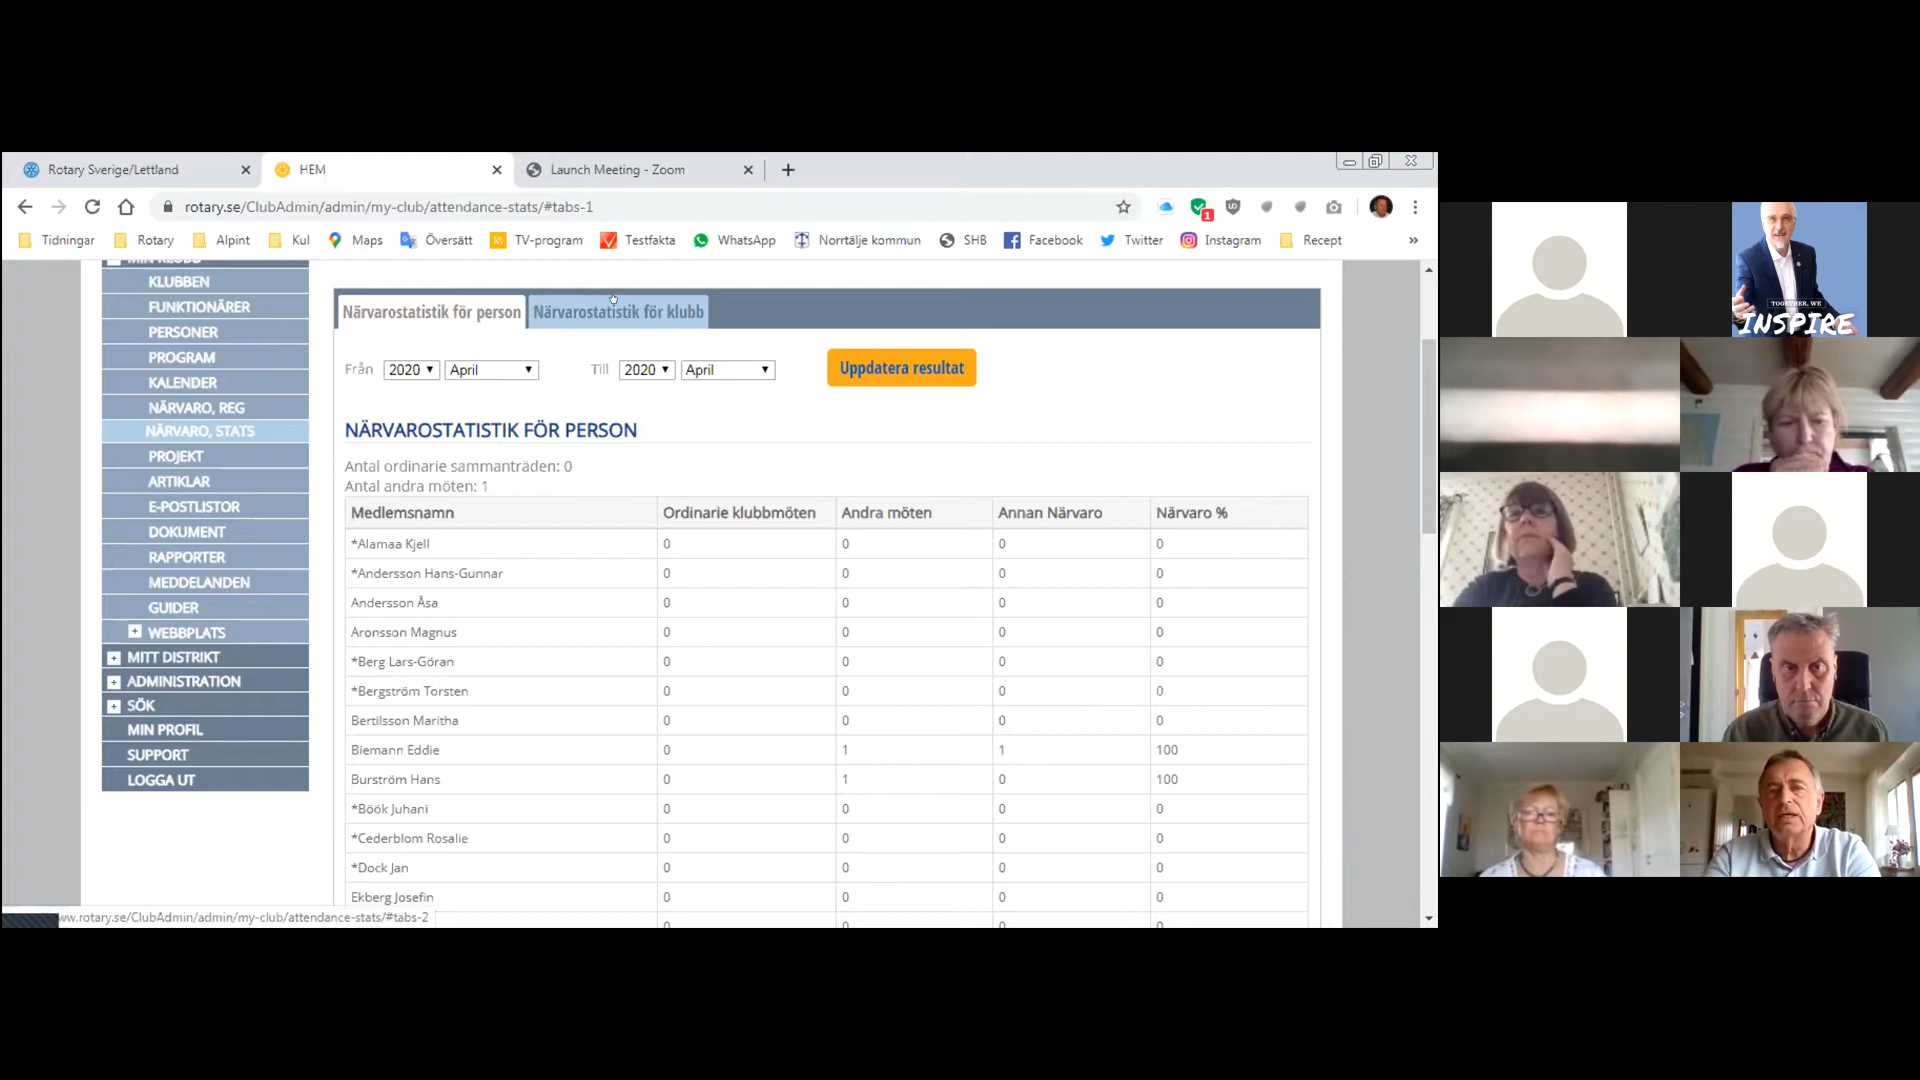 Rotary Sverige/Lettland
HEM
Launch Meeting - Zoom
rotary.se/ClubAdmin/admin/my-club/attendance-stats/#tabs-1
1
Tidningar Rotary Alpint Kul Maps Översätt TV-program Testfakta WhatsApp Norrtälje kommun SHB Facebook Twitter Instagram Recept »
MIN KLUBB
KLUBBEN
FUNKTIONÄRER
PERSONER
PROGRAM
KALENDER
NÄRVARO, REG
NÄRVARO, STATS
PROJEKT
ARTIKLAR
E-POSTLISTOR
DOKUMENT
RAPPORTER
MEDDELANDEN
GUIDER
WEBBPLATS
MITT DISTRIKT
ADMINISTRATION
SÖK
MIN PROFIL
SUPPORT
LOGGA UT
Närvarostatistik för person Närvarostatistik för klubb
Från 2020 April Till 2020 April Uppdatera resultat
NÄRVAROSTATISTIK FÖR PERSON
Antal ordinarie sammanträden: 0
Antal andra möten: 1
Medlemsnamn Ordinarie klubbmöten Andra möten Annan Närvaro Närvaro %
*Alamaa Kjell 0 0 0 0
*Andersson Hans-Gunnar 0 0 0 0
Andersson Åsa 0 0 0 0
Aronsson Magnus 0 0 0 0
*Berg Lars-Göran 0 0 0 0
*Bergström Torsten 0 0 0 0
Bertilsson Maritha 0 0 0 0
Biemann Eddie 0 1 1 100
Burström Hans 0 1 0 100
*Böök Juhani 0 0 0 0
*Cederblom Rosalie 0 0 0 0
*Dock Jan 0 0 0 0
Ekberg Josefin 0 0 0 0
0 0 0 0
ww.rotary.se/ClubAdmin/admin/my-club/attendance-stats/#tabs-2
TOGETHER, WE
INSPIRE